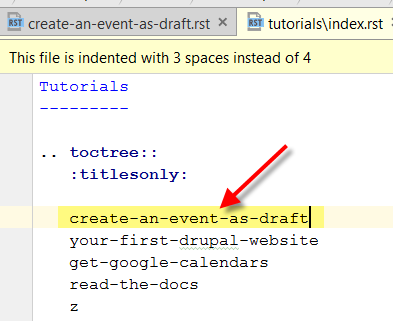 RST create-an-event-as-draft.rst × RST tutorials\index.rst
This file is indented with 3 spaces instead of 4
Tutorials
---------
.. toctree::
:titlesonly:
create-an-event-as-draft
your-first-drupal-website
get-google-calendars
read-the-docs
z